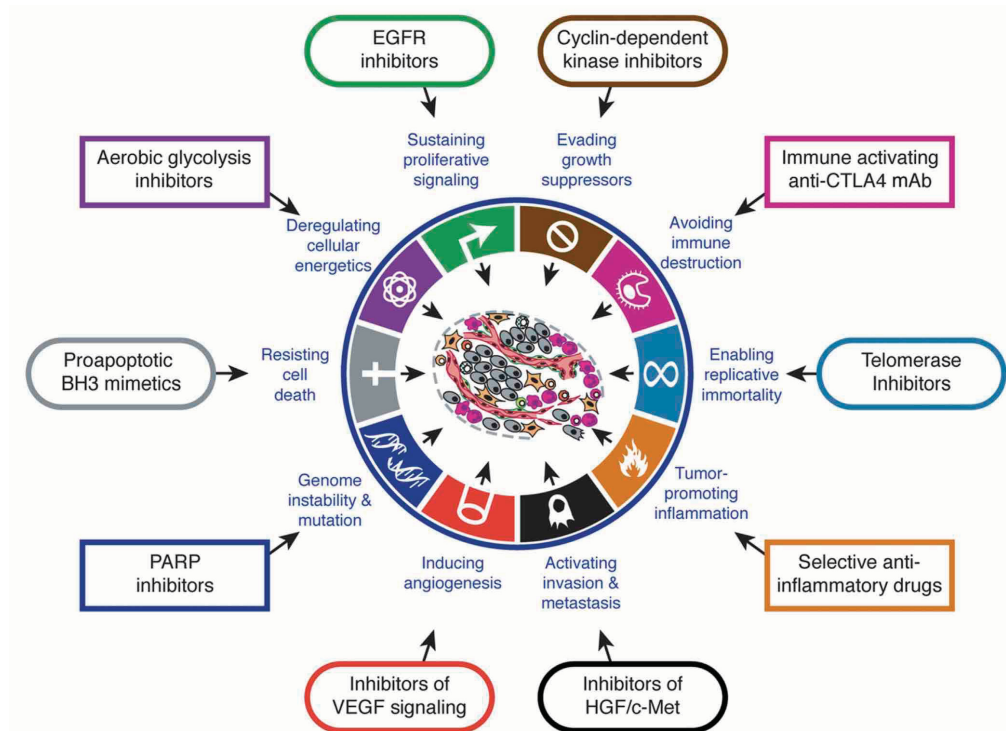 EGFR
inhibitors
Cyclin-dependent
kinase inhibitors
Sustaining
proliferative
signaling
Evading
growth
suppressors
Aerobic glycolysis
inhibitors
Immune activating
anti-CTLA4 mAb
Deregulating
cellular
energetics
Avoiding
immune
destruction
Proapoptotic
BH3 mimetics
Resisting
cell
death
Enabling
replicative
immortality
Telomerase
Inhibitors
Genome
instability &
mutation
Tumor-
promoting
inflammation
PARP
inhibitors
Inducing
angiogenesis
Activating
invasion &
metastasis
Selective anti-
inflammatory drugs
Inhibitors of
VEGF signaling
Inhibitors of
HGF/c-Met